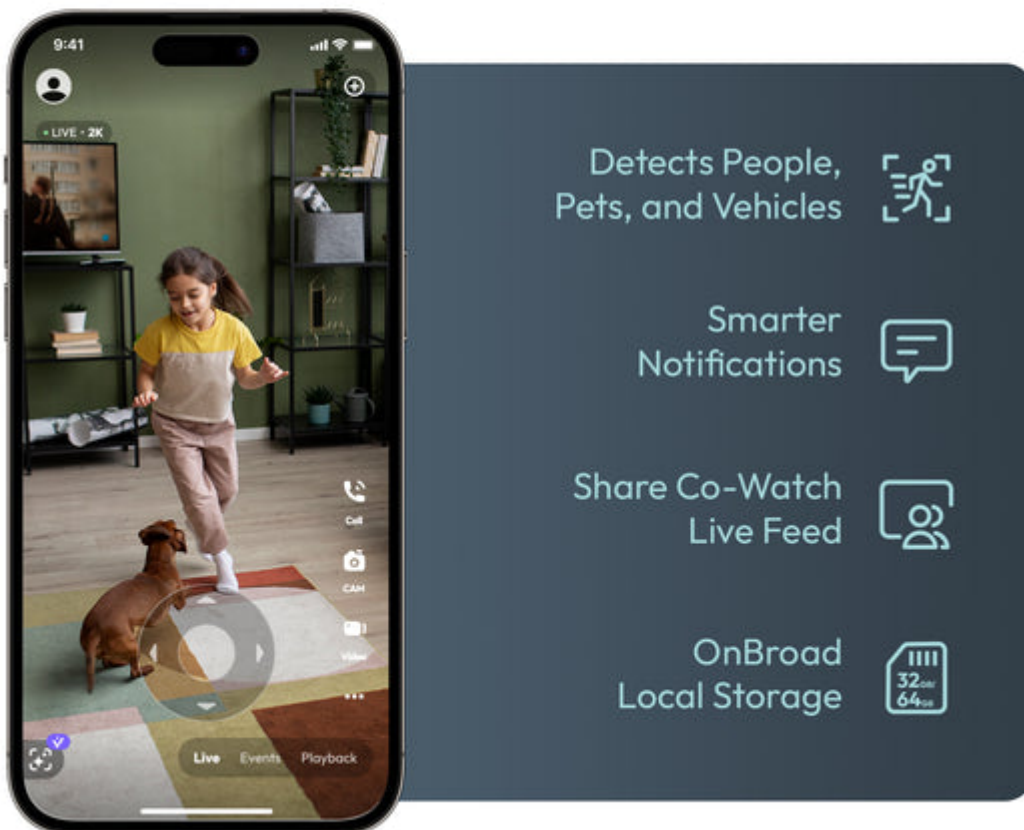 9:41
LIVE • 2K
Call
CAM
Video
Live Events Playback
Detects People,
Pets, and Vehicles
Smarter
Notifications
Share Co-Watch
Live Feed
OnBroad
Local Storage
32GB/
64GB